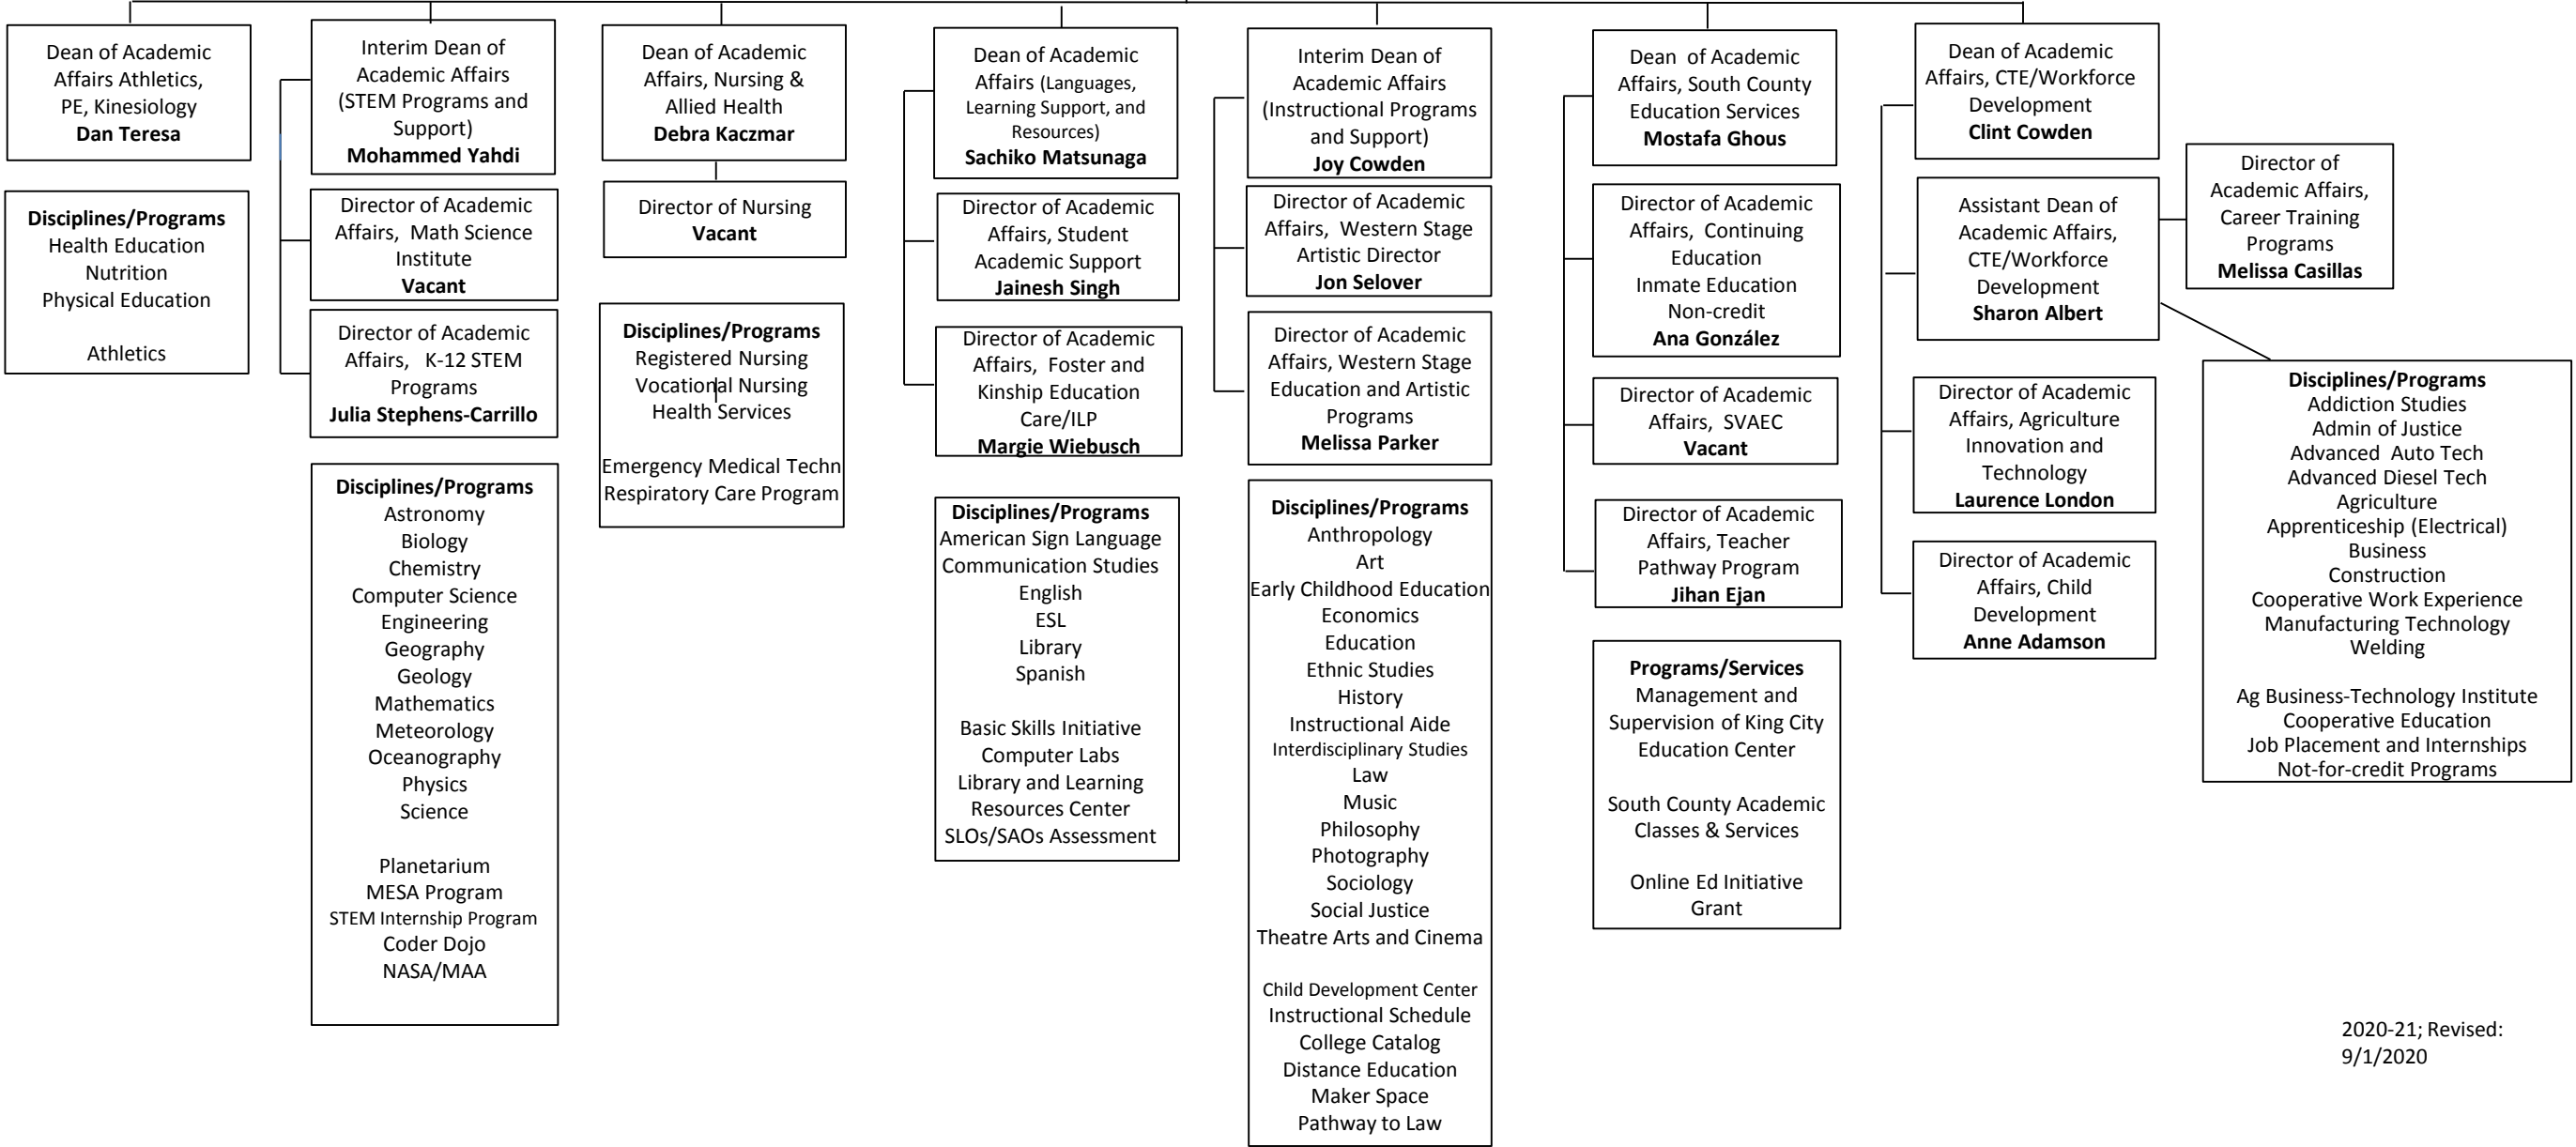 Dean of Academic
Affairs Athletics,
PE, Kinesiology
Dan Teresa
Disciplines/Programs
Health Education
Nutrition
Physical Education
Athletics
Interim Dean of
Academic Affairs
(STEM Programs and
Support)
Mohammed Yahdi
Director of Academic
Affairs, Math Science
Institute
Vacant
Director of Academic
Affairs, K-12 STEM
Programs
Julia Stephens-Carrillo
Disciplines/Programs
Astronomy
Biology
Chemistry
Computer Science
Engineering
Geography
Geology
Mathematics
Meteorology
Oceanography
Physics
Science
Planetarium
MESA Program
STEM Internship Program
Coder Dojo
NASA/MAA
Dean of Academic
Affairs, Nursing &
Allied Health
Debra Kaczmar
Director of Nursing
Vacant
Disciplines/Programs
Registered Nursing
Vocational Nursing
Health Services
Emergency Medical Techn
Respiratory Care Program
Dean of Academic
Affairs (Languages,
Learning Support, and
Resources)
Sachiko Matsunaga
Director of Academic
Affairs, Student
Academic Support
Jainesh Singh
Director of Academic
Affairs, Foster and
Kinship Education
Care/ILP
Margie Wiebusch
Disciplines/Programs
American Sign Language
Communication Studies
English
ESL
Library
Spanish
Basic Skills Initiative
Computer Labs
Library and Learning
Resources Center
SLOs/SAOs Assessment
Interim Dean of
Academic Affairs
(Instructional Programs
and Support)
Joy Cowden
Director of Academic
Affairs, Western Stage
Artistic Director
Jon Selover
Director of Academic
Affairs, Western Stage
Education and Artistic
Programs
Melissa Parker
Disciplines/Programs
Anthropology
Art
Early Childhood Education
Economics
Education
Ethnic Studies
History
Instructional Aide
Interdisciplinary Studies
Law
Music
Philosophy
Photography
Sociology
Social Justice
Theatre Arts and Cinema
Child Development Center
Instructional Schedule
College Catalog
Distance Education
Maker Space
Pathway to Law
Dean of Academic
Affairs, South County
Education Services
Mostafa Ghous
Director of Academic
Affairs, Continuing
Education
Inmate Education
Non-credit
Ana González
Director of Academic
Affairs, SVAEC
Vacant
Director of Academic
Affairs, Teacher
Pathway Program
Jihan Ejan
Programs/Services
Management and
Supervision of King City
Education Center
South County Academic
Classes & Services
Online Ed Initiative
Grant
Dean of Academic
Affairs, CTE/Workforce
Development
Clint Cowden
Assistant Dean of
Academic Affairs,
CTE/Workforce
Development
Sharon Albert
Director of Academic
Affairs, Agriculture
Innovation and
Technology
Laurence London
Director of Academic
Affairs, Child
Development
Anne Adamson
Director of
Academic Affairs,
Career Training
Programs
Melissa Casillas
Disciplines/Programs
Addiction Studies
Admin of Justice
Advanced Auto Tech
Advanced Diesel Tech
Agriculture
Apprenticeship (Electrical)
Business
Construction
Cooperative Work Experience
Manufacturing Technology
Welding
Ag Business-Technology Institute
Cooperative Education
Job Placement and Internships
Not-for-credit Programs
2020-21; Revised:
9/1/2020